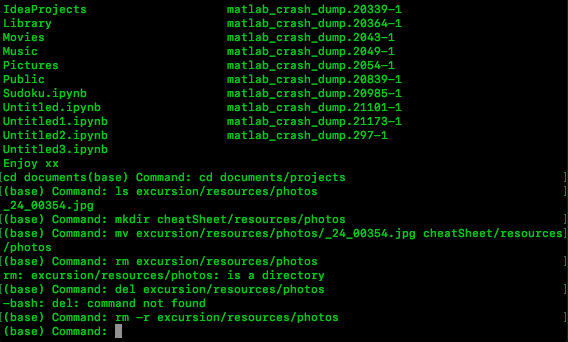 IdeaProjects matlab_crash_dump.20339-1
Library matlab_crash_dump.20364-1
Movies matlab_crash_dump.2043-1
Music matlab_crash_dump.2049-1
Pictures matlab_crash_dump.2054-1
Public matlab_crash_dump.20839-1
Sudoku.ipynb matlab_crash_dump.20985-1
Untitled.ipynb matlab_crash_dump.21101-1
Untitled1.ipynb matlab_crash_dump.21173-1
Untitled2.ipynb matlab_crash_dump.297-1
Untitled3.ipynb
Enjoy xx
[cd documents(base) Command: cd documents/projects ]
[(base) Command: ls excursion/resources/photos ]
_24_00354.jpg
[(base) Command: mkdir cheatSheet/resources/photos ]
[(base) Command: mv excursion/resources/photos/_24_00354.jpg cheatSheet/resources]
/photos
[(base) Command: rm excursion/resources/photos ]
rm: excursion/resources/photos: is a directory
[(base) Command: del excursion/resources/photos ]
-bash: del: command not found
[(base) Command: rm -r excursion/resources/photos ]
(base) Command: